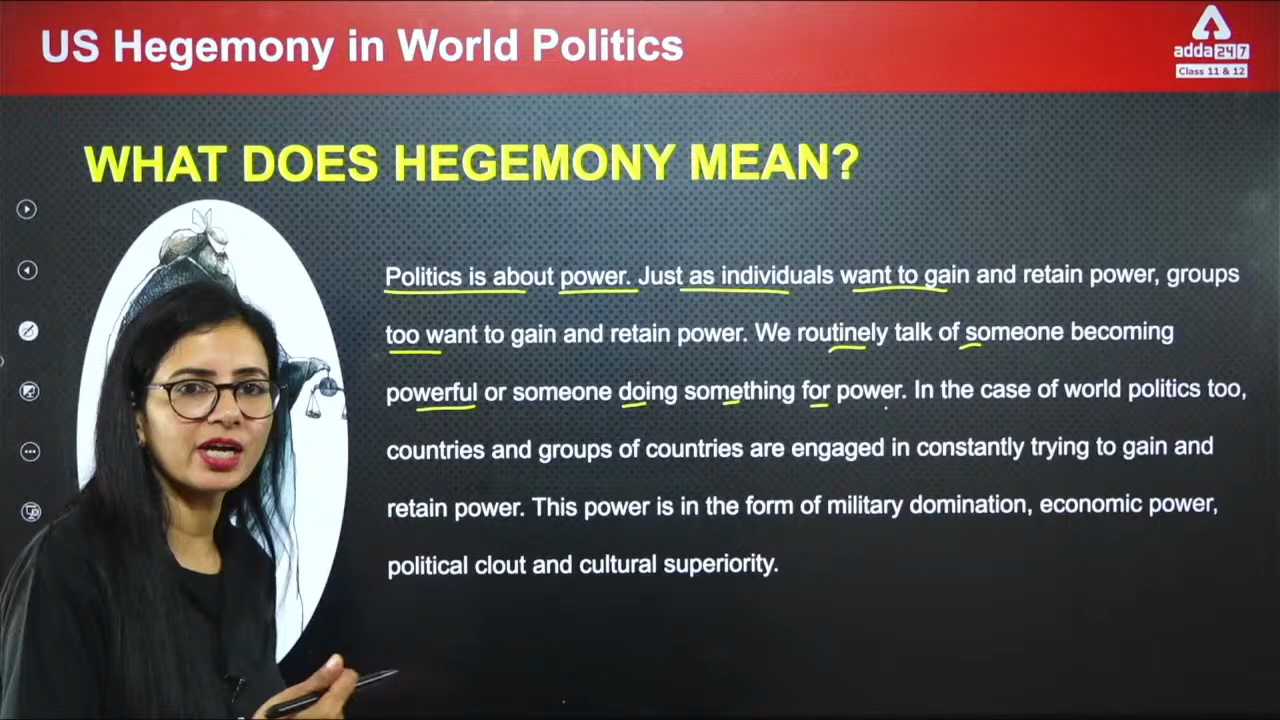 US Hegemony in World Politics
adda247
Class 11 & 12
WHAT DOES HEGEMONY MEAN?
Politics is about power. Just as individuals want to gain and retain power, groups
too want to gain and retain power. We routinely talk of someone becoming
powerful or someone doing something for power. In the case of world politics too,
countries and groups of countries are engaged in constantly trying to gain and
retain power. This power is in the form of military domination, economic power,
political clout and cultural superiority.